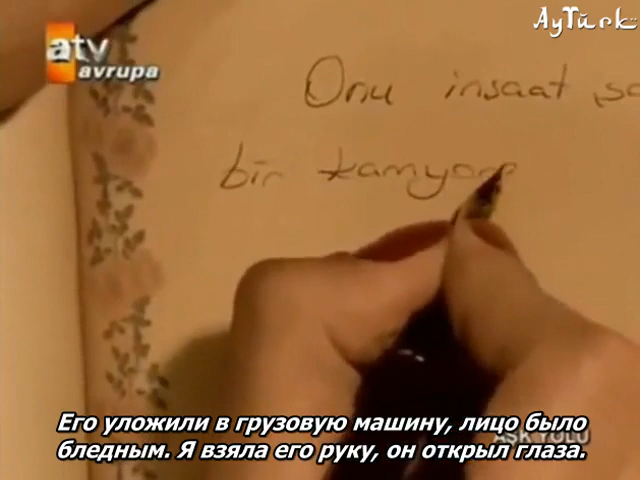 AyTürk
atv
avrupa
Onu insaat
bir kamyon
Его уложили в грузовую машину, лицо было
бледным. Я взяла его руку, он открыл глаза.
AŞK YOLU